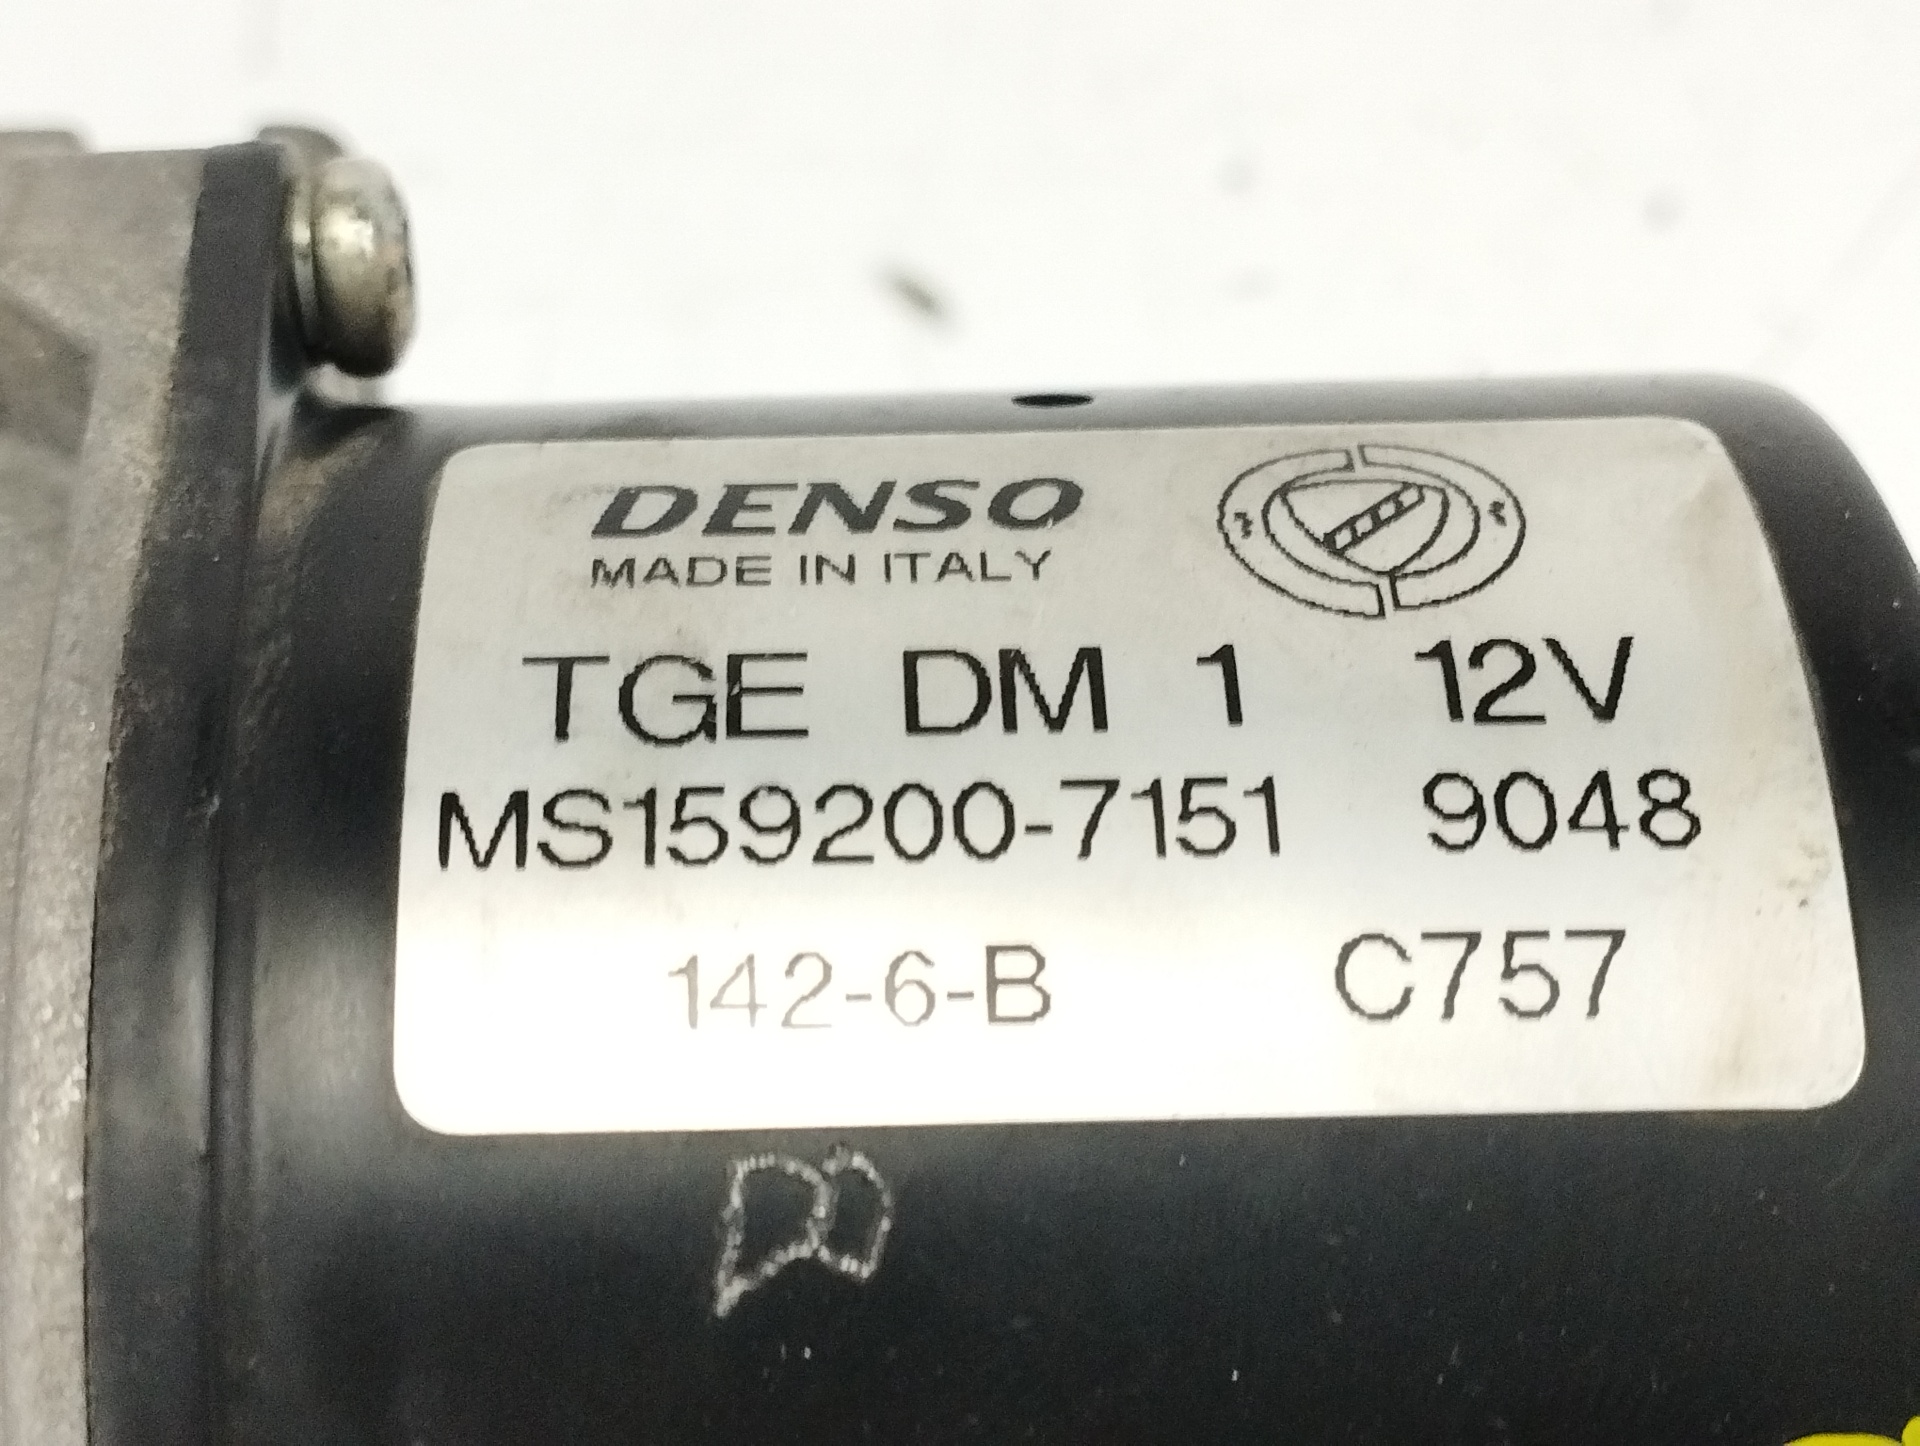 DENSO
MADE IN ITALY
TGE DM 1 12V
MS159200-7151 9048
142-6-B C757